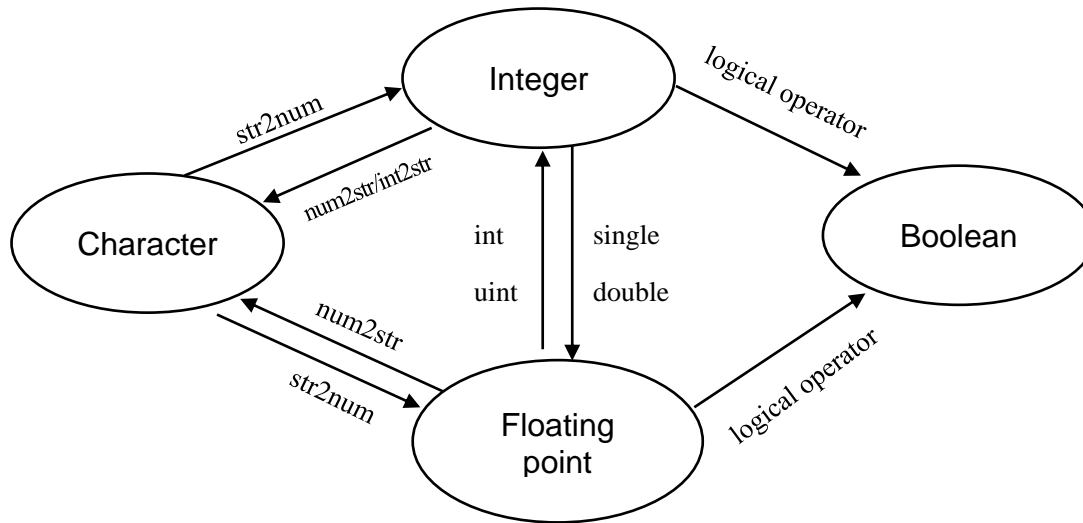 Integer
logical operator
str2num
num2str/int2str
Character
int
single
Boolean
uint
double
num2str
str2num
logical operator
Floating
point